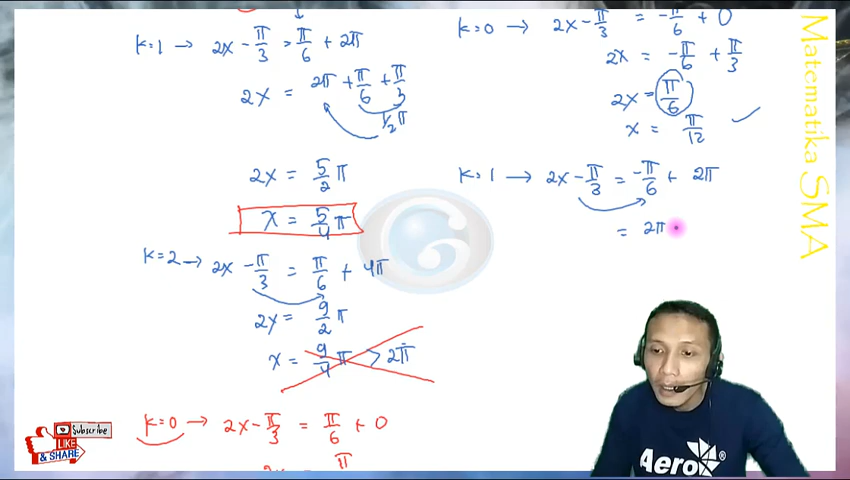 k=1 → 2x - π/3 = π/6 + 2π
2x = 2π + π/6 + π/3
1/2 π
2x = 5/2 π
x = 5/4 π
k=2 → 2x - π/3 = π/6 + 4π
2x = 9/2 π
x = 9/4 π > 2π
k=0 → 2x - π/3 = π/6 + 0
π
k=0 → 2x - π/3 = -π/6 + 0
2x = -π/6 + π/3
2x = π/6
x = π/12
k=1 → 2x - π/3 = -π/6 + 2π
= 2π
Matematika SMA
Subscribe
LIKE
& SHARE
Aero